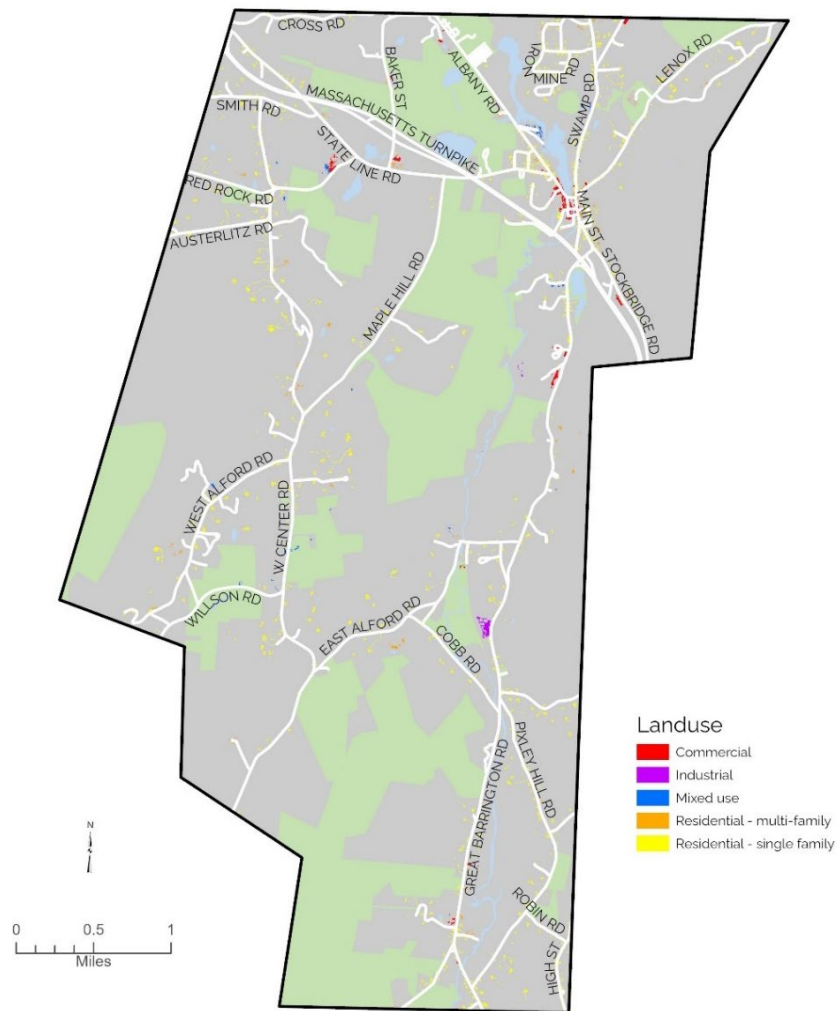 CROSS RD
BAKER ST
ALBANY RD
IRON
MINE RD
SWAMP RD
LENOX RD
SMITH RD
MASSACHUSETTS TURNPIKE
STATE LINE RD
RED ROCK RD
AUSTERLITZ RD
MAIN ST
STOCKBRIDGE RD
MAPLE HILL RD
WEST ALFORD RD
W CENTER RD
WILLSON RD
EAST ALFORD RD
COBB RD
PIXLEY HILL RD
GREAT BARRINGTON RD
ROBIN RD
HIGH ST
Landuse
Commercial
Industrial
Mixed use
Residential - multi-family
Residential - single family
N
0 0.5 1
Miles